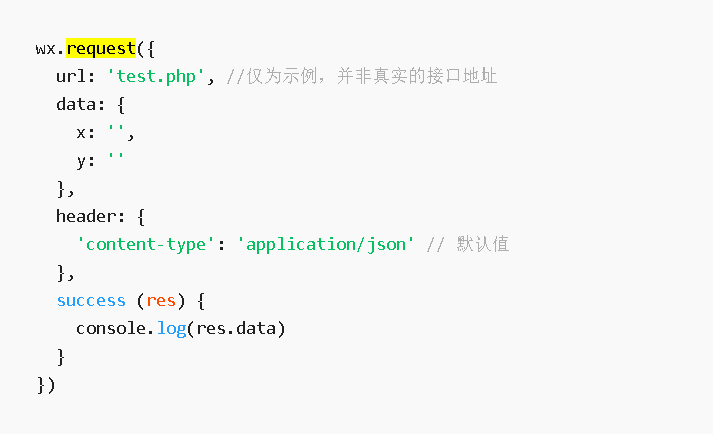 wx.request({
  url: 'test.php', //仅为示例，并非真实的接口地址
  data: {
    x: '',
    y: ''
  },
  header: {
    'content-type': 'application/json' // 默认值
  },
  success (res) {
    console.log(res.data)
  }
})